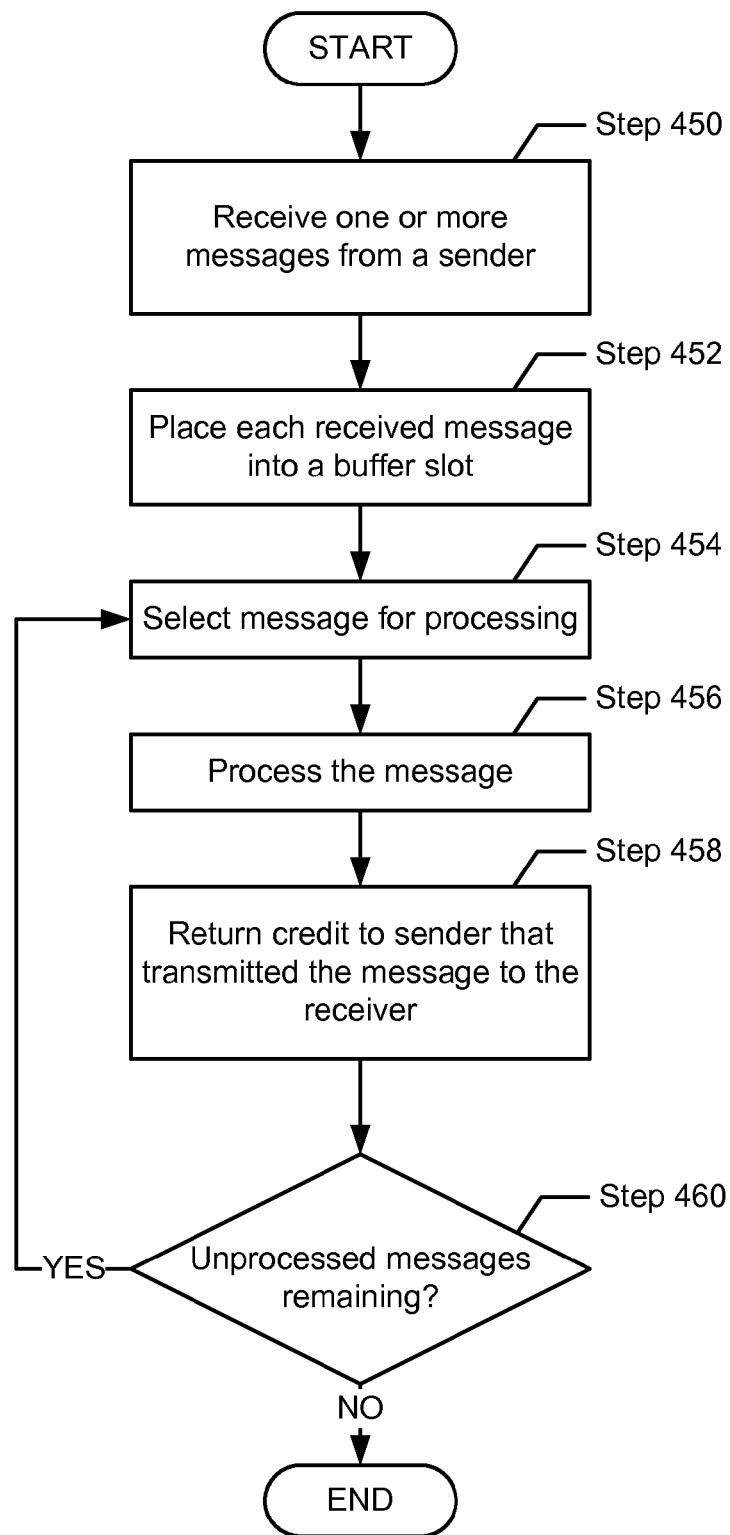 START
Step 450
Receive one or more
messages from a sender
Step 452
Place each received message
into a buffer slot
Step 454
Select message for processing
Step 456
Process the message
Step 458
Return credit to sender that
transmitted the message to the
receiver
Step 460
Unprocessed messages
remaining?
YES
NO
END